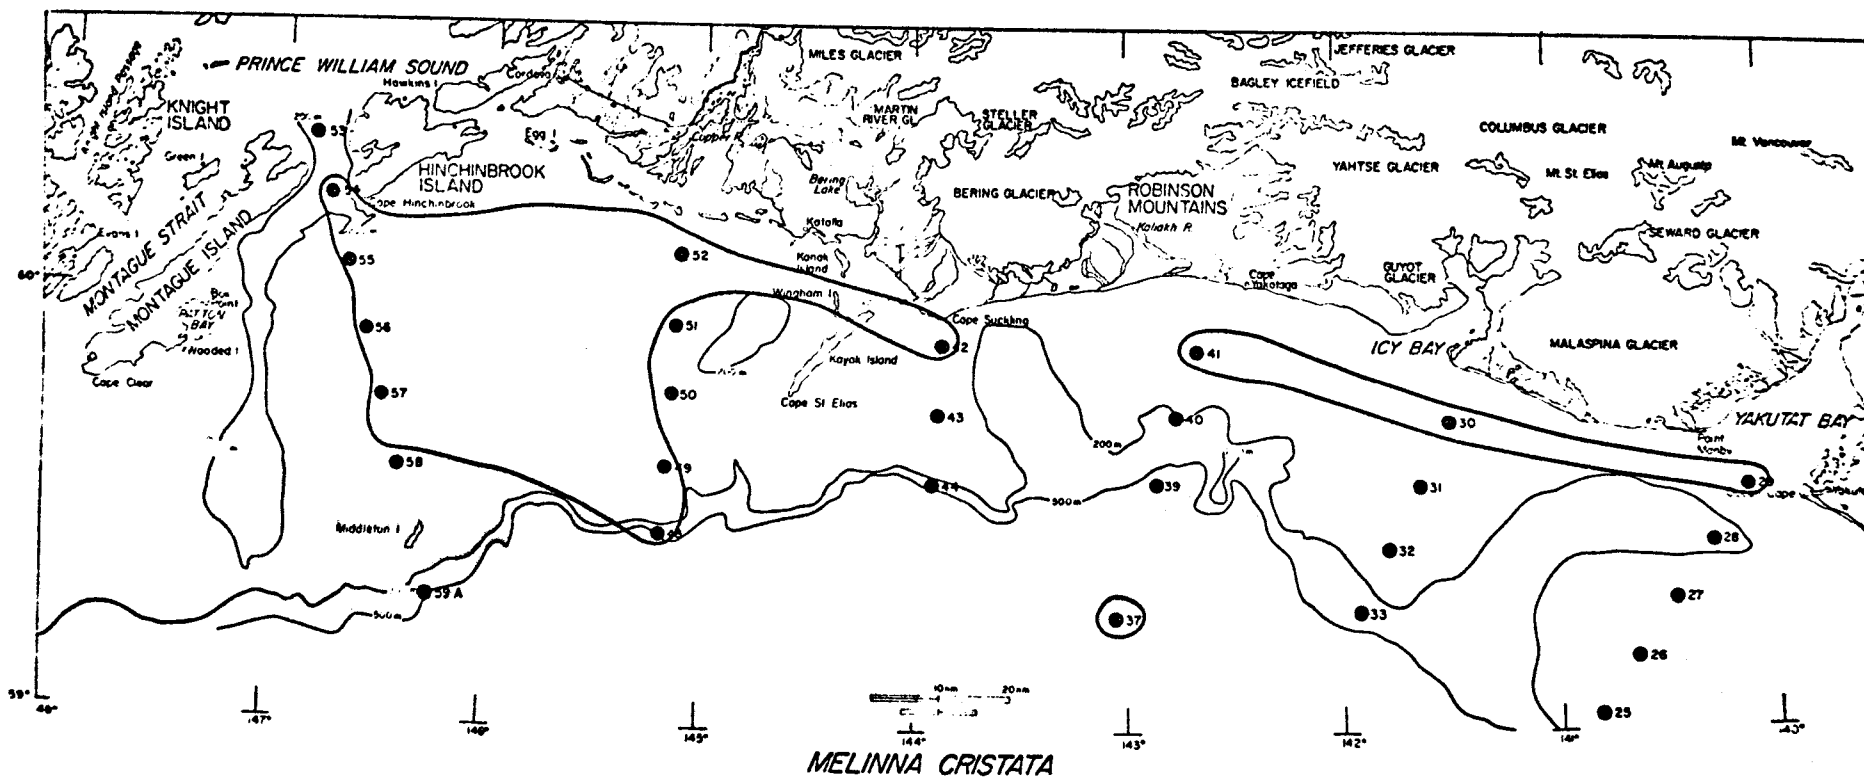 PRINCE WILLIAM SOUND
KNIGHT
ISLAND
Green I
MONTAGUE STRAIT
MONTAGUE ISLAND
Evans I
Wooded I
Cape Clear
Hawkins I
Cordova
Egg I
HINCHINBROOK
ISLAND
Cape Hinchinbrook
MILES GLACIER
MARTIN
RIVER GL.
STELLER
GLACIER
Bering
Lake
Katalla
Kanak
Island
Wingham I
Kayak Island
Cape St Elias
Cape Suckling
BERING GLACIER
ROBINSON
MOUNTAINS
Kaliakh R.
JEFFERIES GLACIER
BAGLEY ICEFIELD
COLUMBUS GLACIER
YAHTSE GLACIER
Mt St Elias
Mt Augusta
Mt Vancouver
SEWARD GLACIER
GUYOT
GLACIER
Cape
Yakataga
ICY BAY
MALASPINA GLACIER
YAKUTAT BAY
Point
Manby
Middleton I
53
54
55
56
57
58
59 A
52
51
50
49
48
42
43
44
41
40
39
37
30
31
32
33
29
28
27
26
25
200m
500m
500m
60°
59°
10nm 20nm
147°
146°
145°
144°
143°
142°
141°
MELINNA CRISTATA